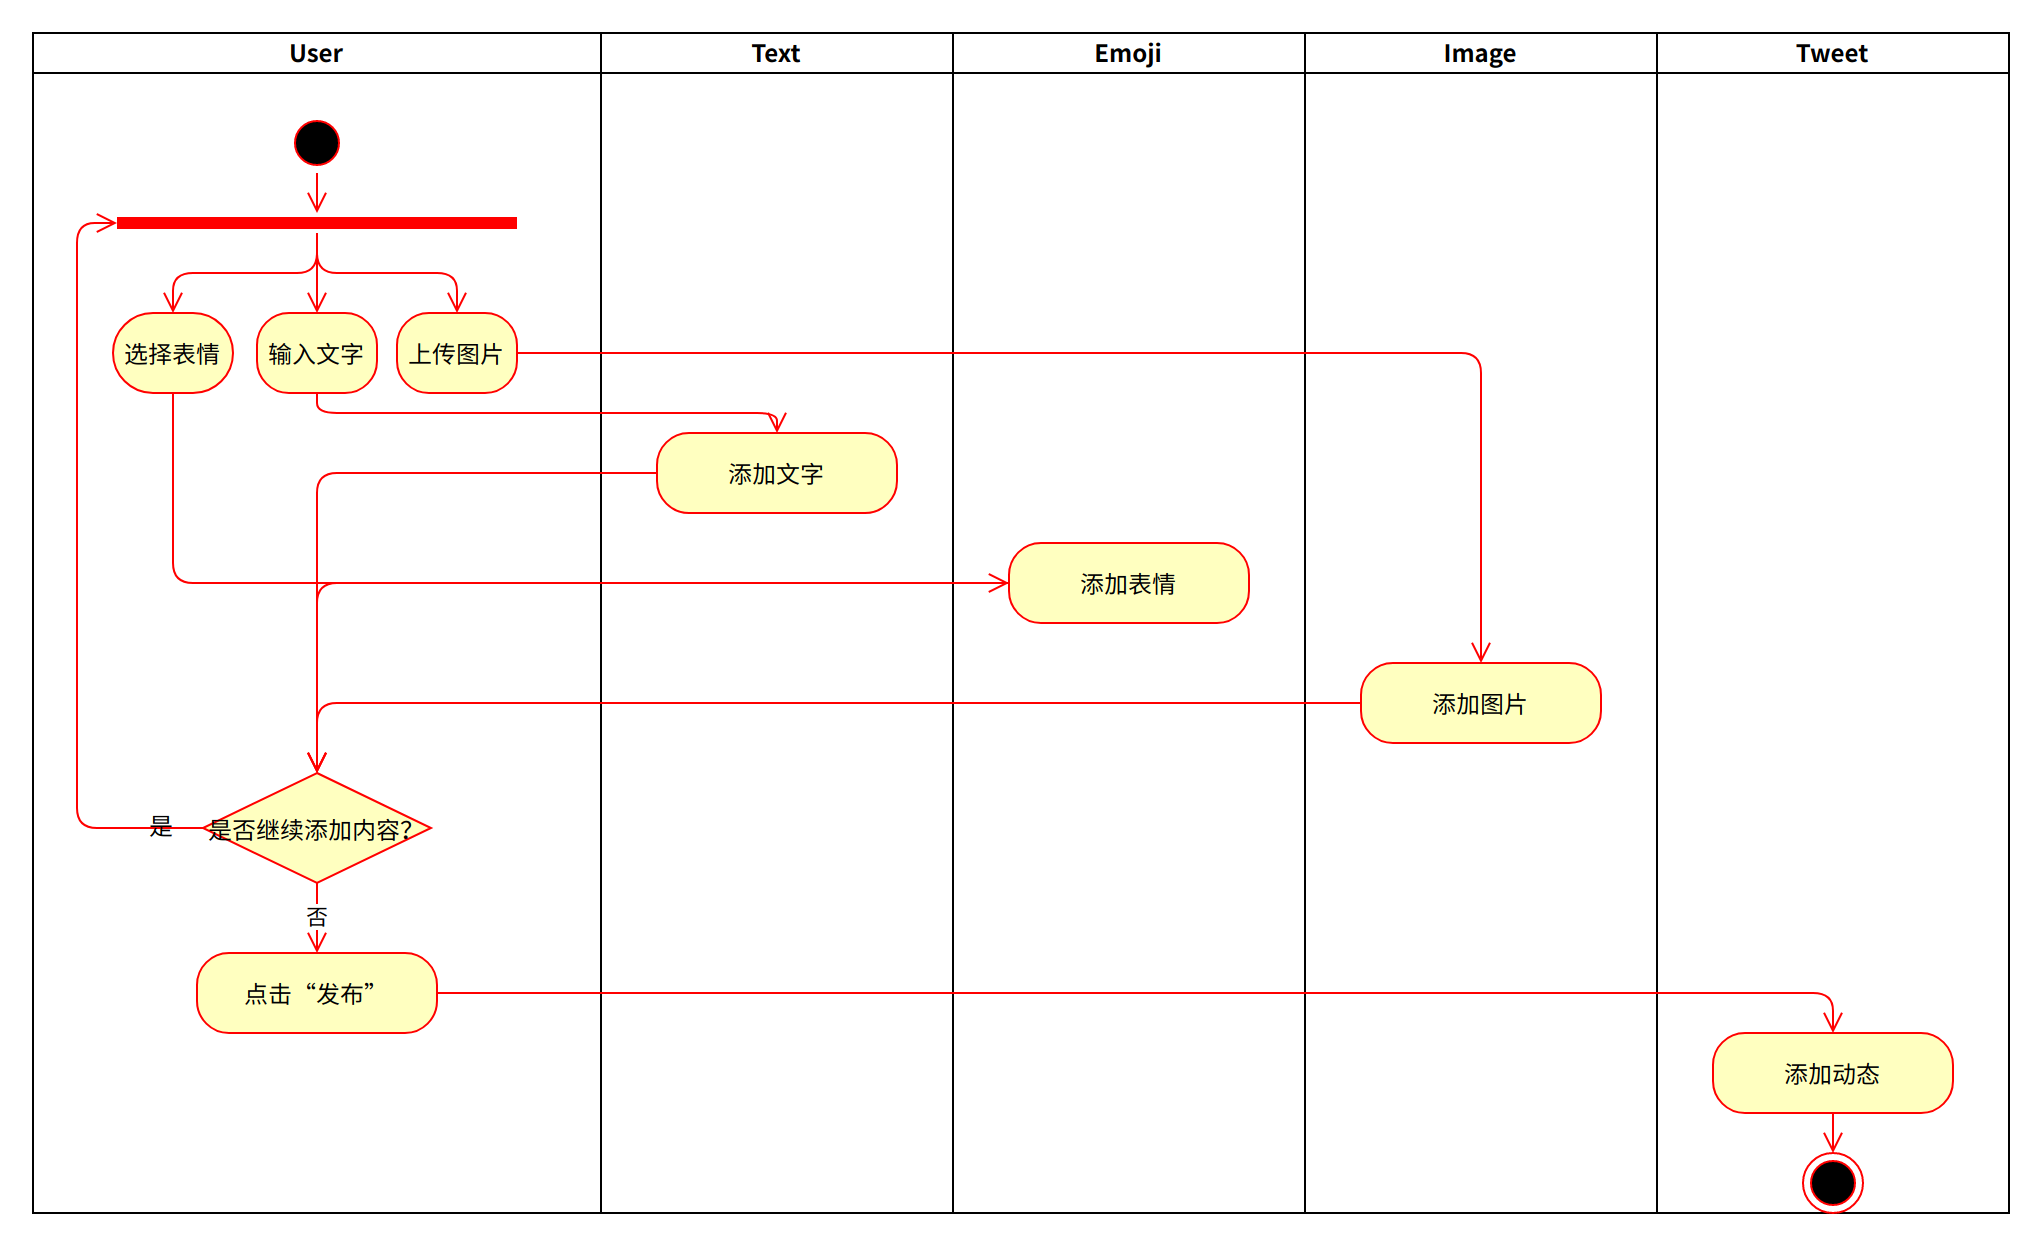 User
Text
Emoji
Image
Tweet
选择表情
输入文字
上传图片
添加文字
添加表情
添加图片
是
是否继续添加内容？
否
点击“发布”
添加动态